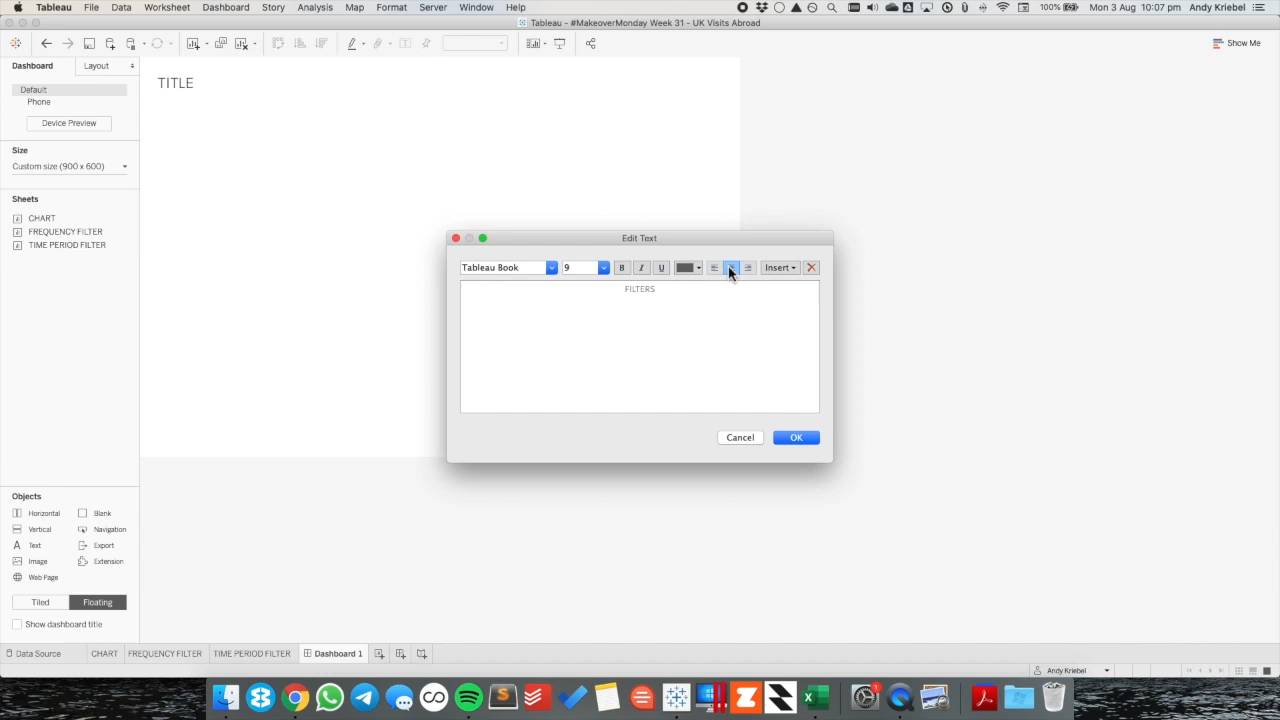 Tableau File Data Worksheet Dashboard Story Analysis Map Format Server Window Help 100% Mon 3 Aug 10:07 pm Andy Kriebel
Tableau - #MakeoverMonday Week 31 - UK Visits Abroad
Show Me
Dashboard Layout
TITLE
Default
Phone
Device Preview
Size
Custom size (900 x 600)
Sheets
CHART
FREQUENCY FILTER
TIME PERIOD FILTER
Edit Text
Tableau Book 9 B I U Insert
FILTERS
Cancel OK
Objects
Horizontal Blank
Vertical Navigation
A Text Export
Image Extension
Web Page
Tiled Floating
Show dashboard title
Data Source CHART FREQUENCY FILTER TIME PERIOD FILTER Dashboard 1
Andy Kriebel